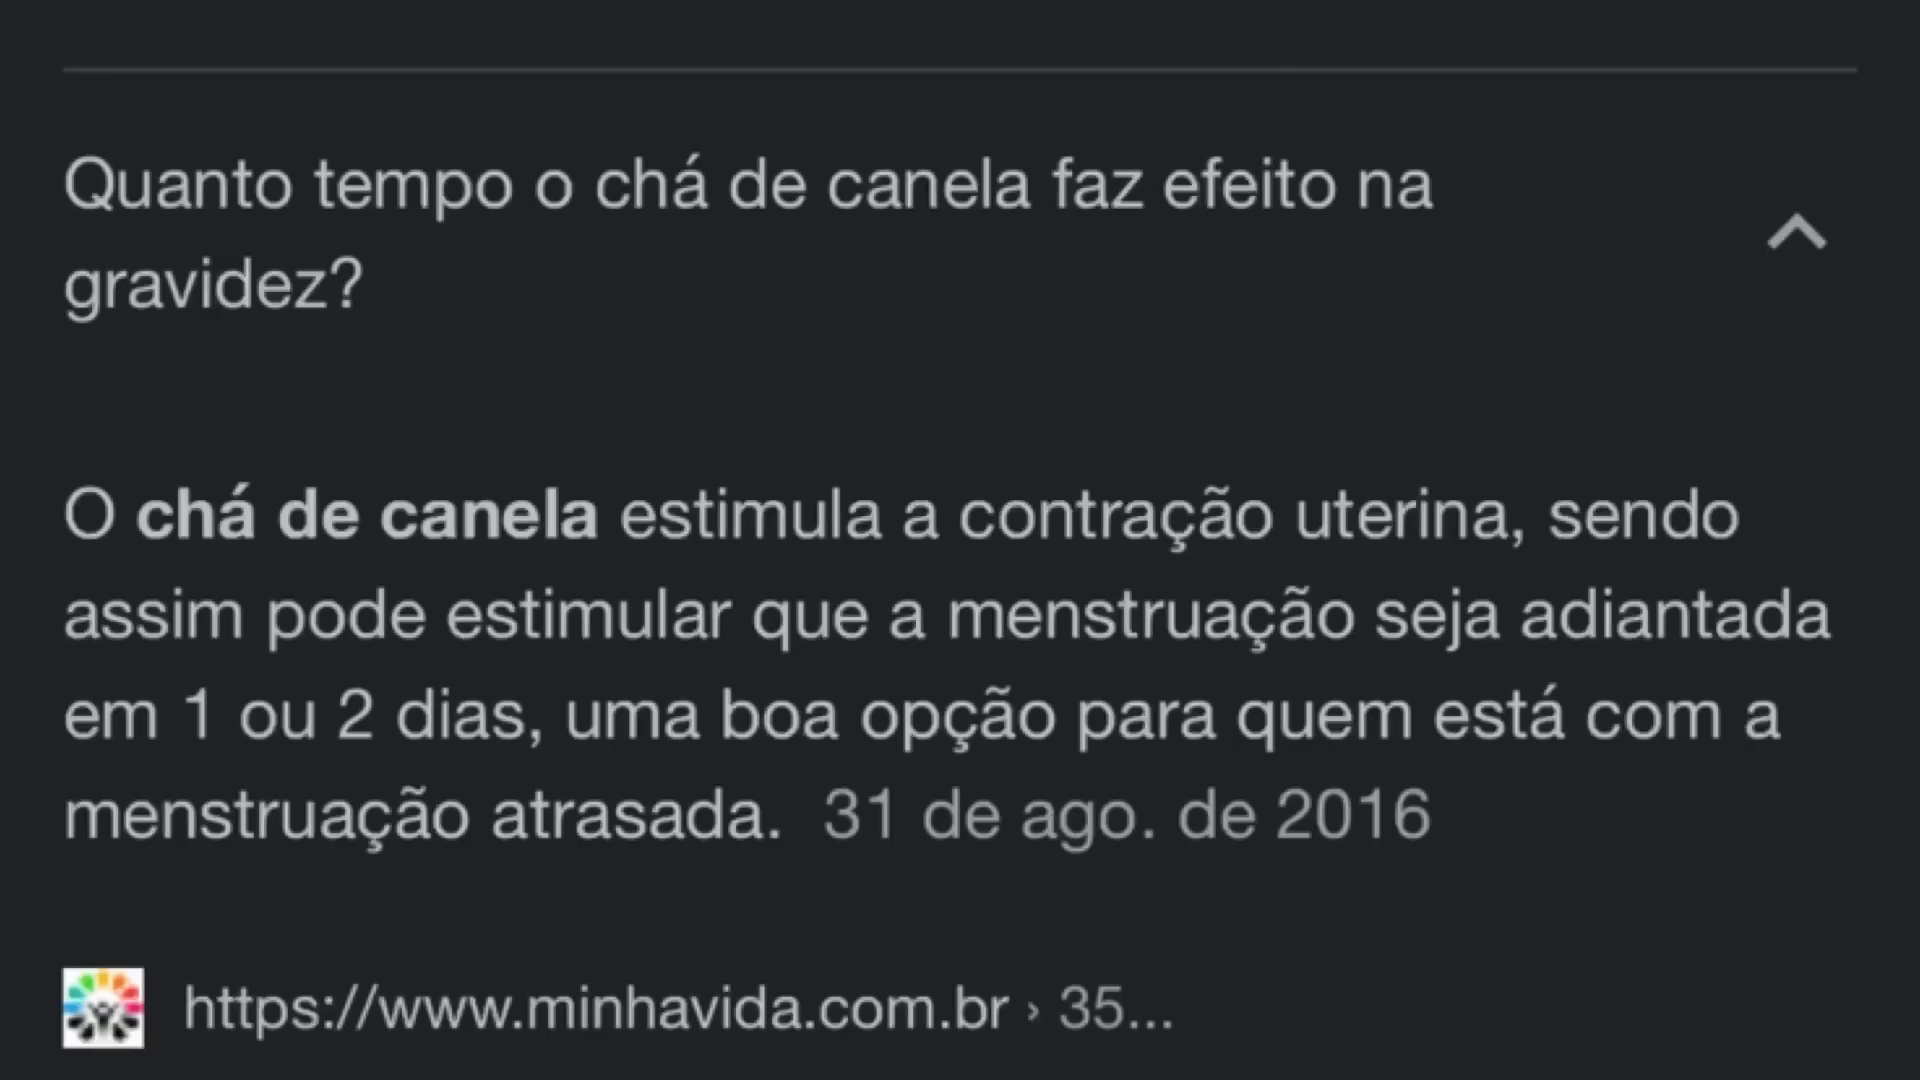 Quanto tempo o chá de canela faz efeito na
gravidez?
O chá de canela estimula a contração uterina, sendo
assim pode estimular que a menstruação seja adiantada
em 1 ou 2 dias, uma boa opção para quem está com a
menstruação atrasada. 31 de ago. de 2016
https://www.minhavida.com.br › 35...